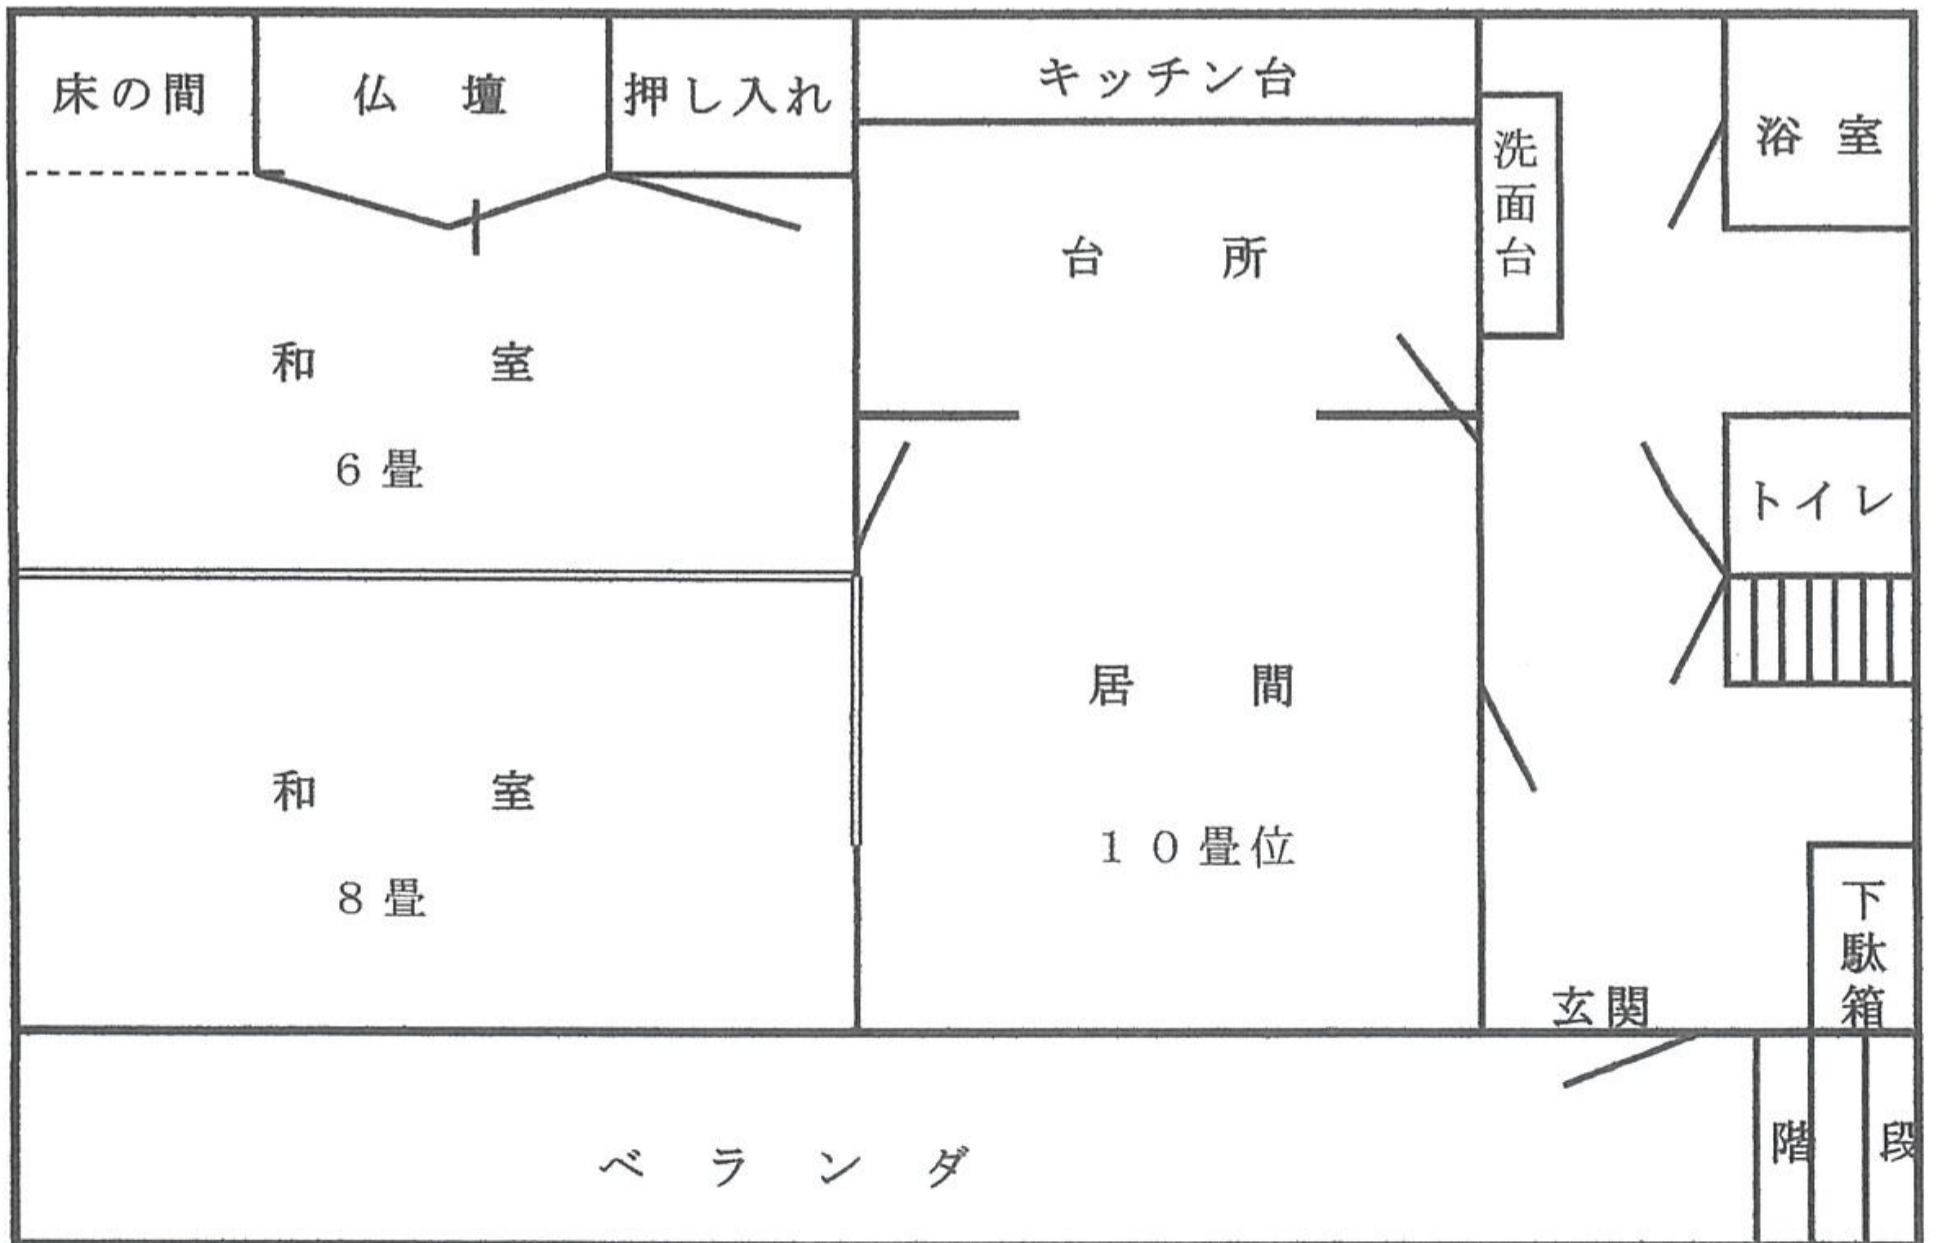 床の間
仏壇
押し入れ
キッチン台
洗面台
浴室
台所
和室
6畳
トイレ
居間
10畳位
和室
8畳
下駄箱
玄関
階段
ベランダ